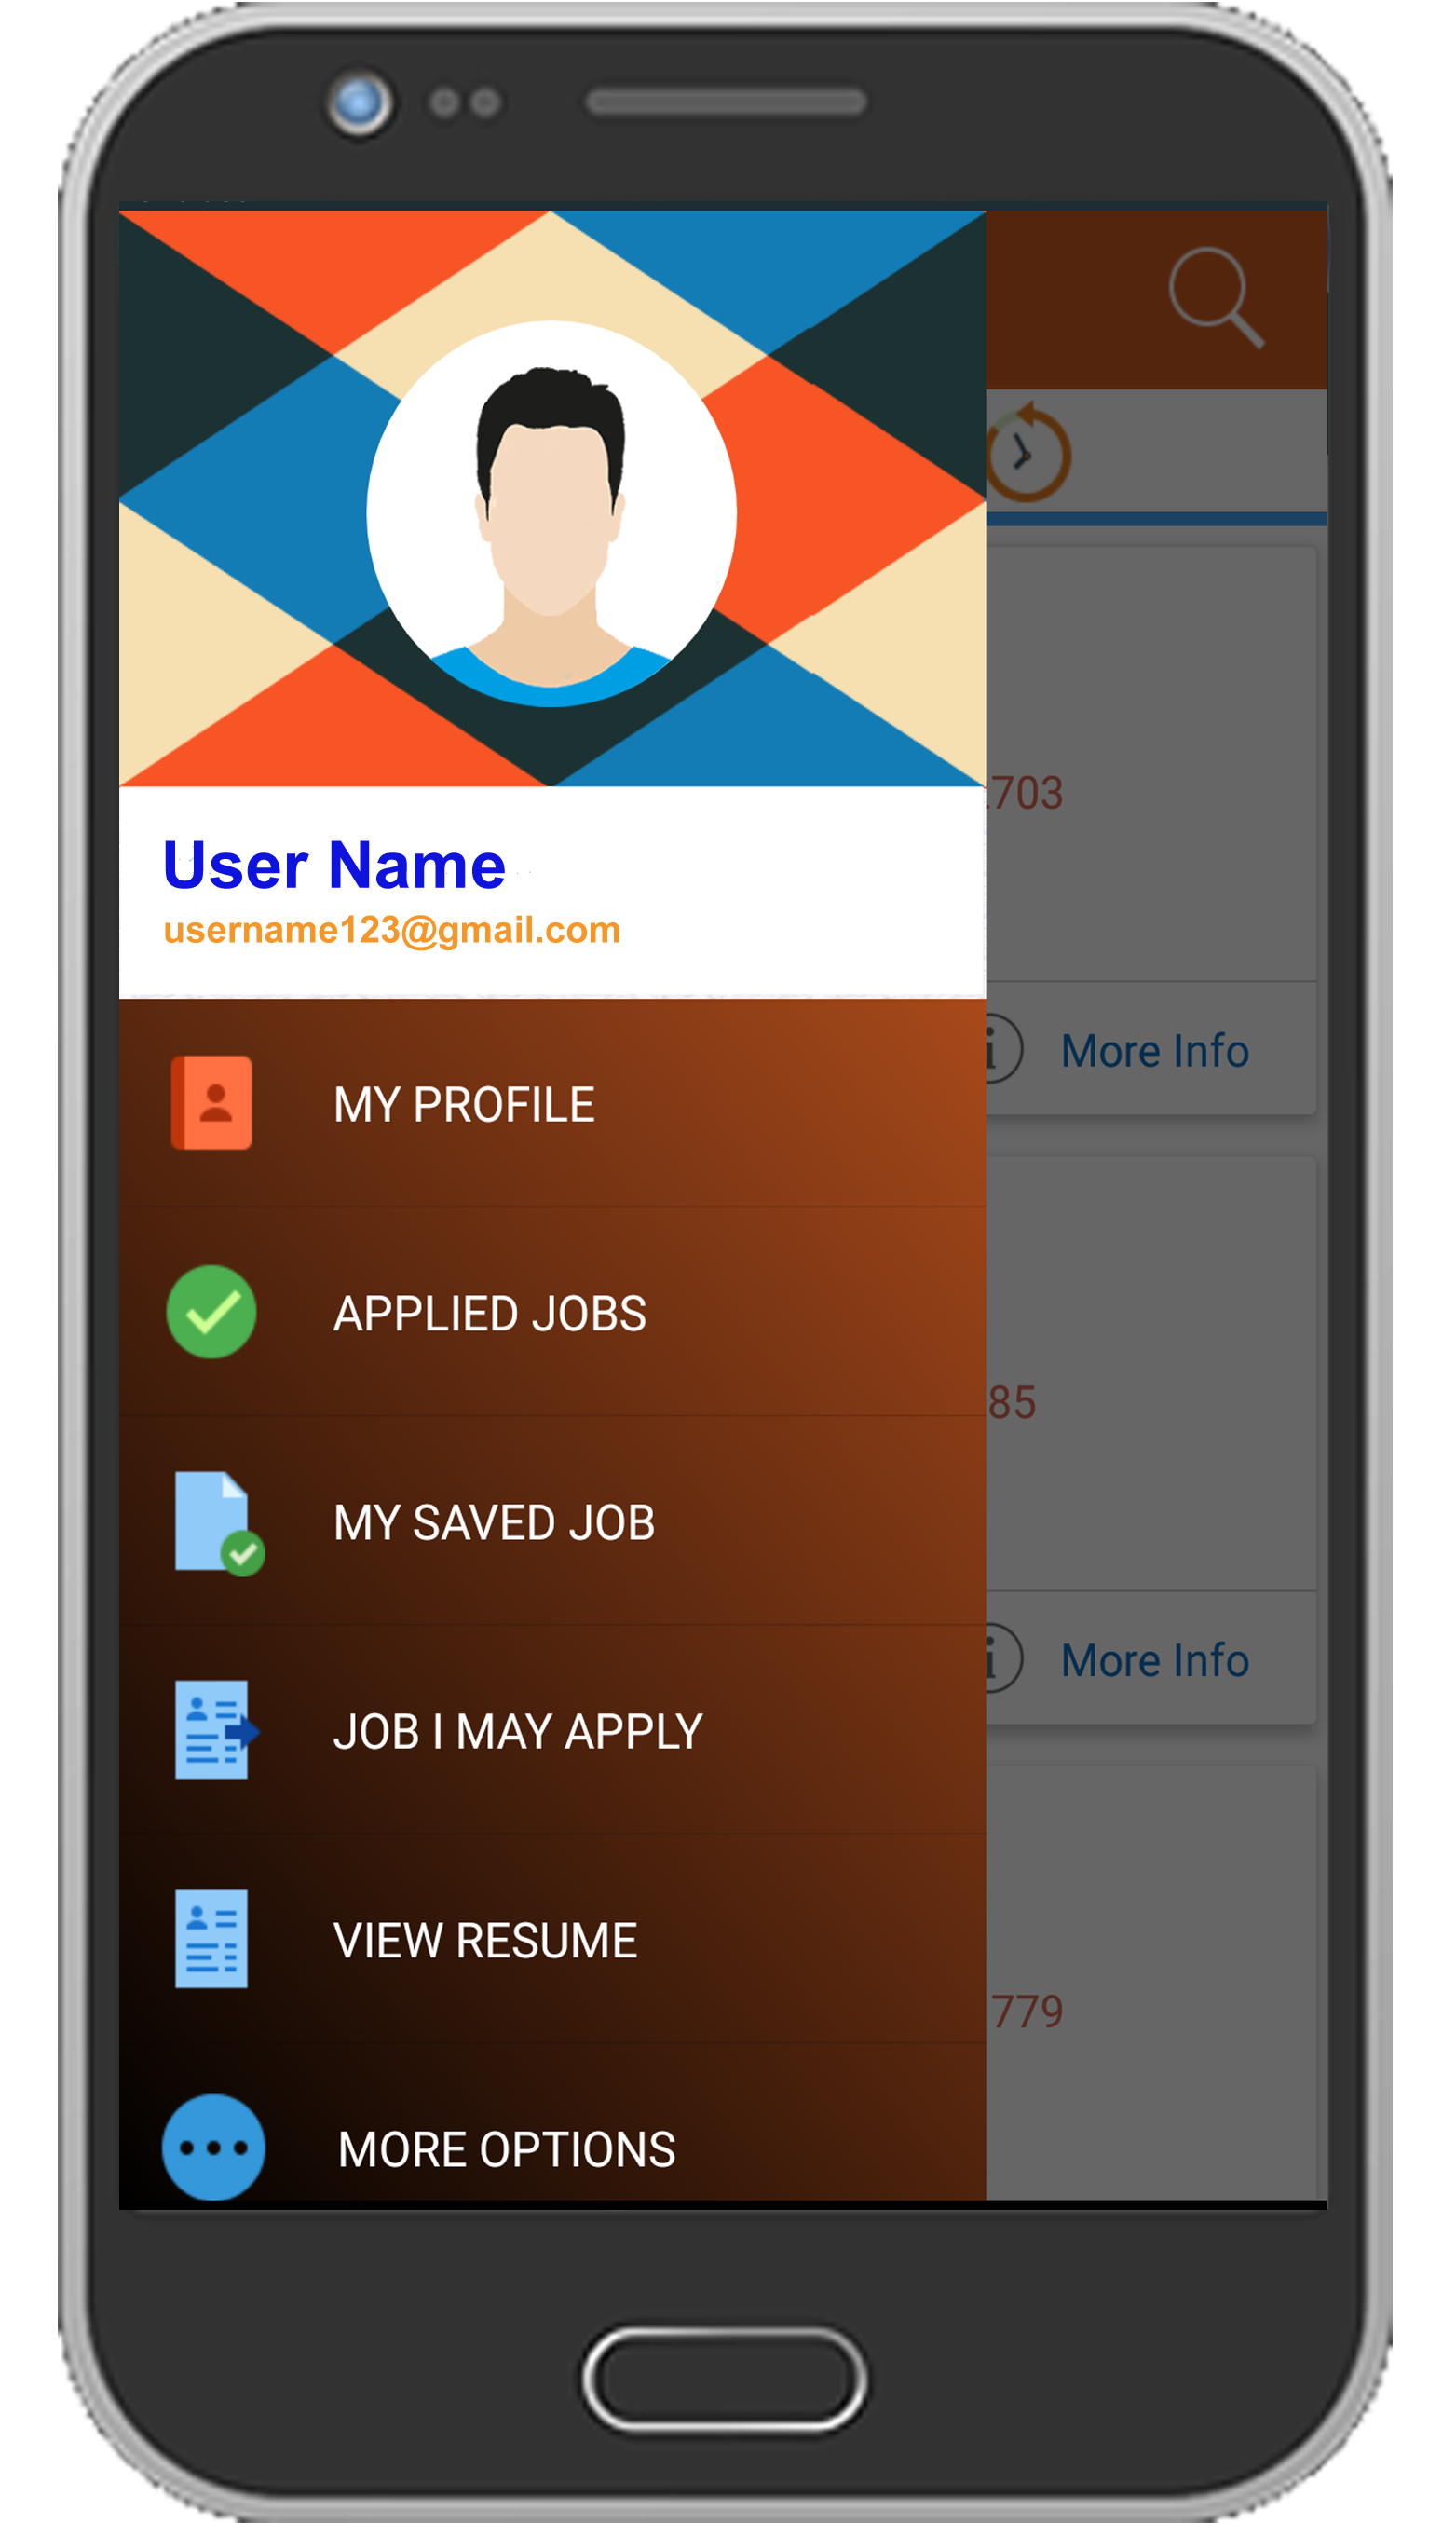 User Name
username123@gmail.com
703
MY PROFILE
More Info
APPLIED JOBS
85
MY SAVED JOB
More Info
JOB I MAY APPLY
VIEW RESUME
779
MORE OPTIONS